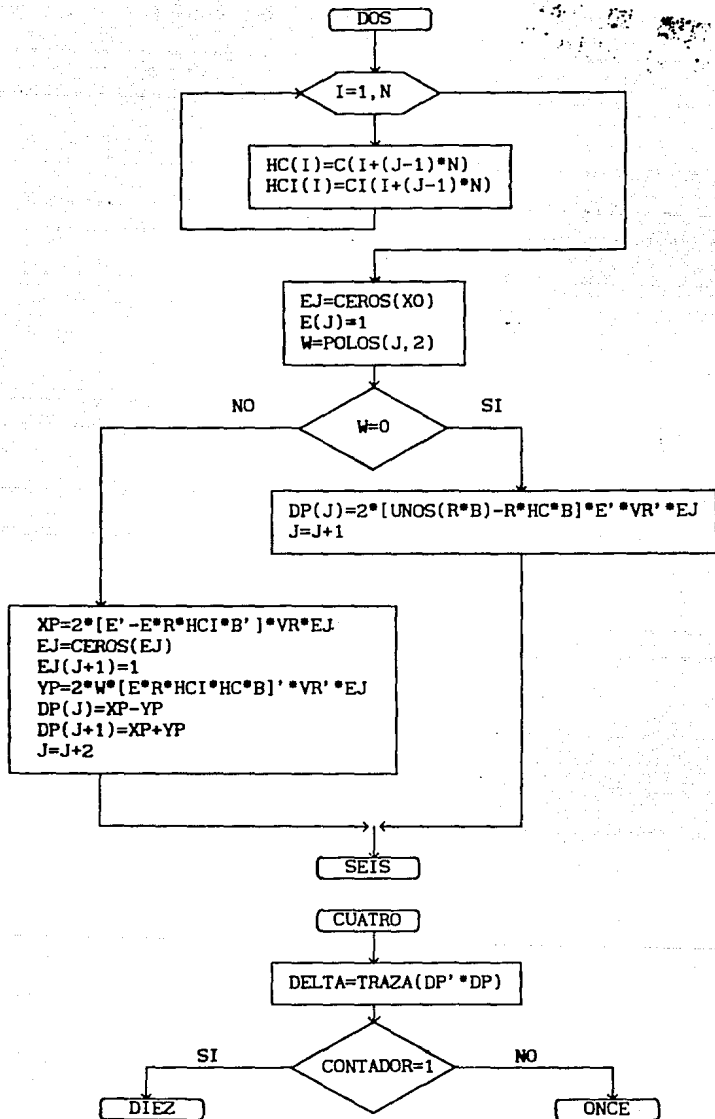 DOS
I=1,N
HC(I)=C(I+(J-1)*N)
HCI(I)=CI(I+(J-1)*N)
EJ=CEROS(X0)
E(J)=1
W=POLOS(J,2)
NO
SI
W=0
DP(J)=2*[UNOS(R*B)-R*HC*B]*E'*VR'*EJ
J=J+1
XP=2*[E'-E*R*HCI*B']*VR*EJ
EJ=CEROS(EJ)
EJ(J+1)=1
YP=2*W*[E*R*HCI*HC*B]'*VR'*EJ
DP(J)=XP-YP
DP(J+1)=XP+YP
J=J+2
SEIS
CUATRO
DELTA=TRAZA(DP'*DP)
SI
CONTADOR=1
NO
DIEZ
ONCE